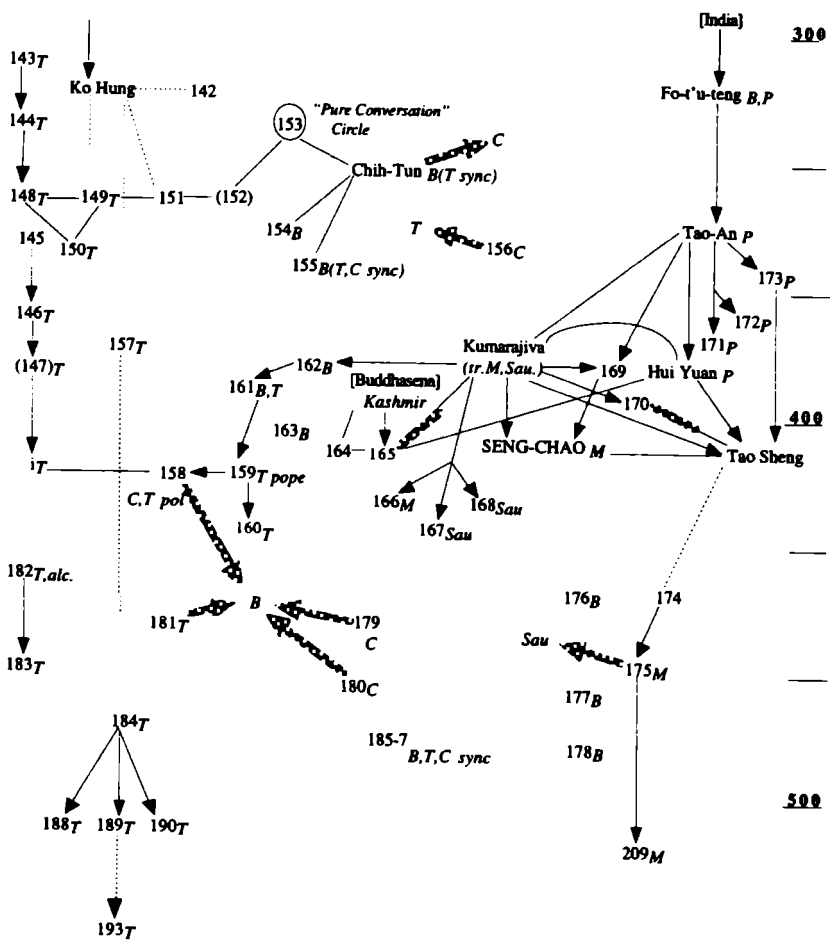 [India]
300
143T
Ko Hung
142
Fo-t'u-teng B,P
144T
153
"Pure Conversation"
Circle
C
Chih-Tun B(T sync)
148T
149T
151
(152)
145
150T
154B
T
156C
Tao-An P
155B(T,C sync)
173P
146T
157T
172P
171P
(147)T
162B
Kumarajiva
(tr.M,Sau.)
169
Hui Yuan P
161B,T
[Buddhasena]
Kashmir
170
163B
400
164
165
SENG-CHAO M
Tao Sheng
iT
158
C,T pol
159T pope
166M
168Sau
160T
167Sau
182T,alc.
176B
174
181T
B
179
C
Sau
183T
175M
180C
177B
184T
185-7
B,T,C sync
178B
188T
189T
190T
500
209M
193T